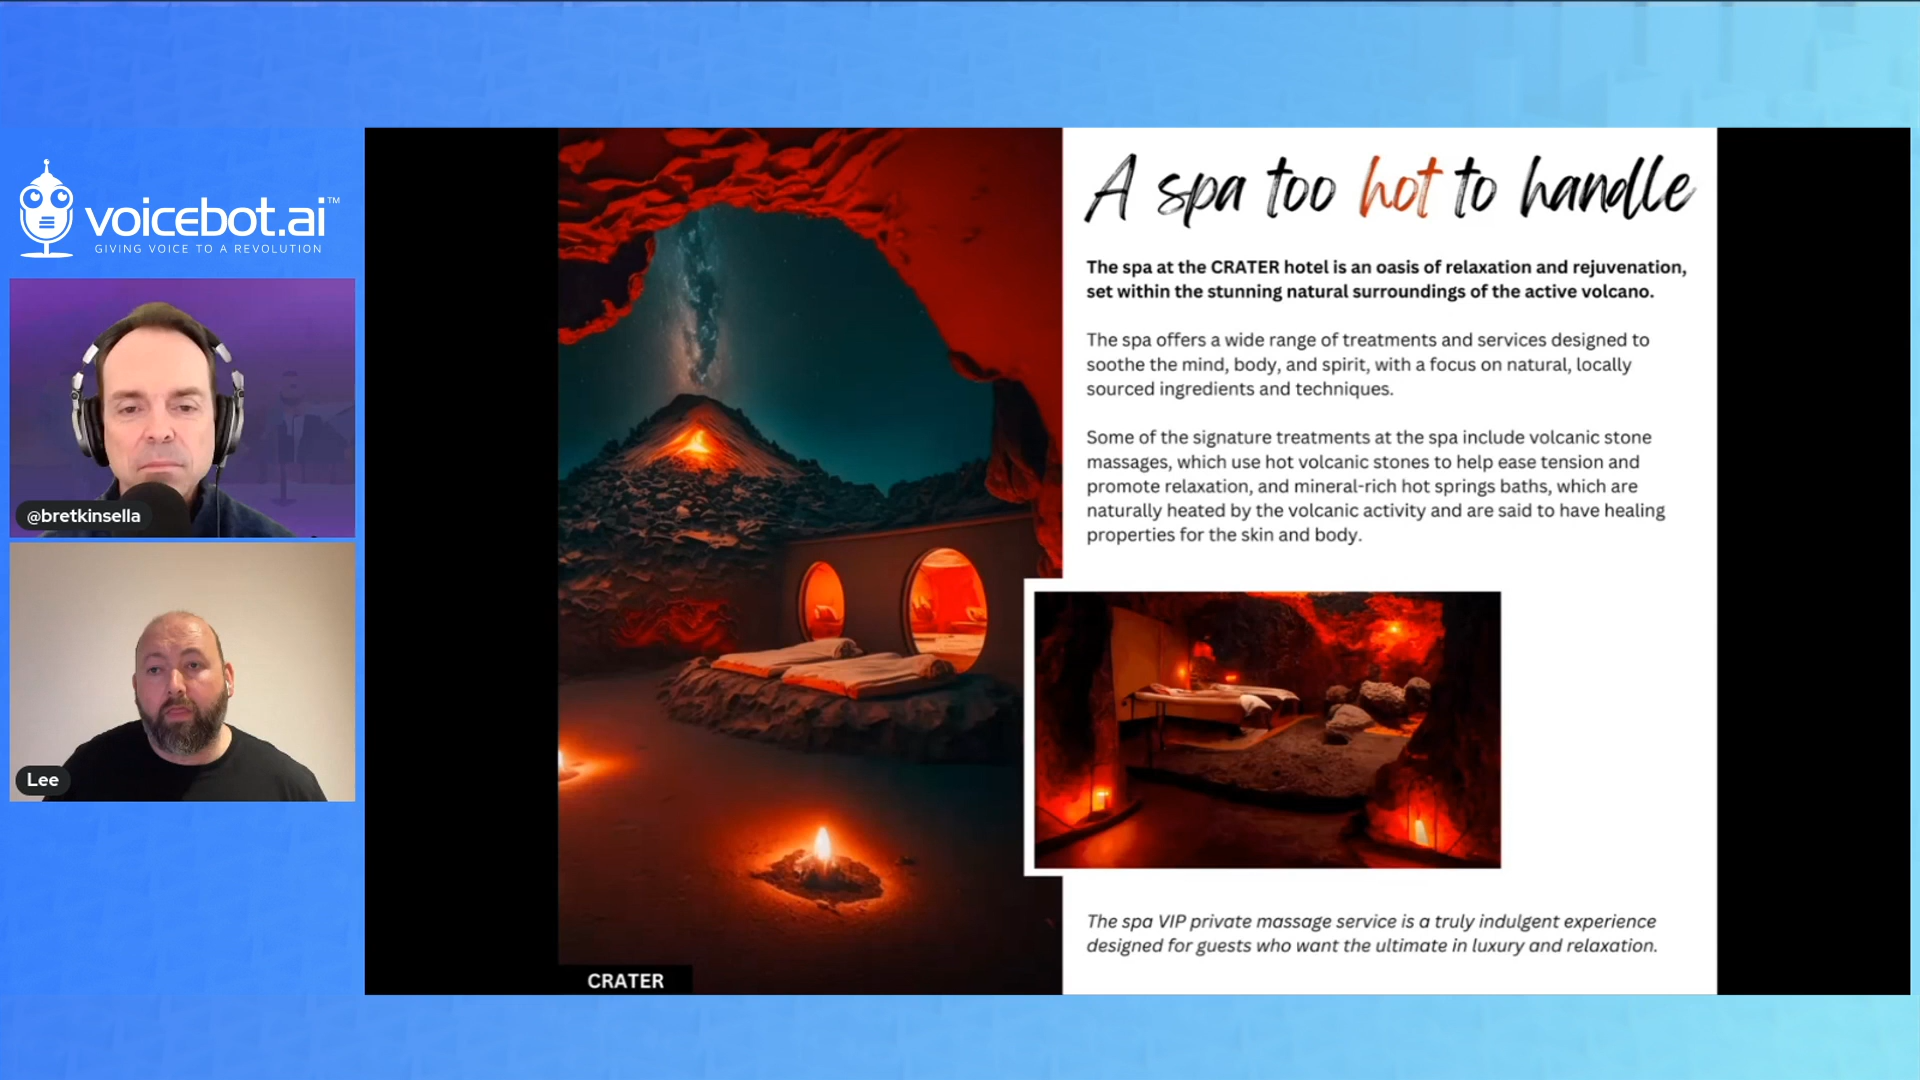 voicebot.ai™
GIVING VOICE TO A REVOLUTION
@bretkinsella
Lee
A spa too hot to handle
The spa at the CRATER hotel is an oasis of relaxation and rejuvenation,
set within the stunning natural surroundings of the active volcano.
The spa offers a wide range of treatments and services designed to
soothe the mind, body, and spirit, with a focus on natural, locally
sourced ingredients and techniques.
Some of the signature treatments at the spa include volcanic stone
massages, which use hot volcanic stones to help ease tension and
promote relaxation, and mineral-rich hot springs baths, which are
naturally heated by the volcanic activity and are said to have healing
properties for the skin and body.
The spa VIP private massage service is a truly indulgent experience
designed for guests who want the ultimate in luxury and relaxation.
CRATER